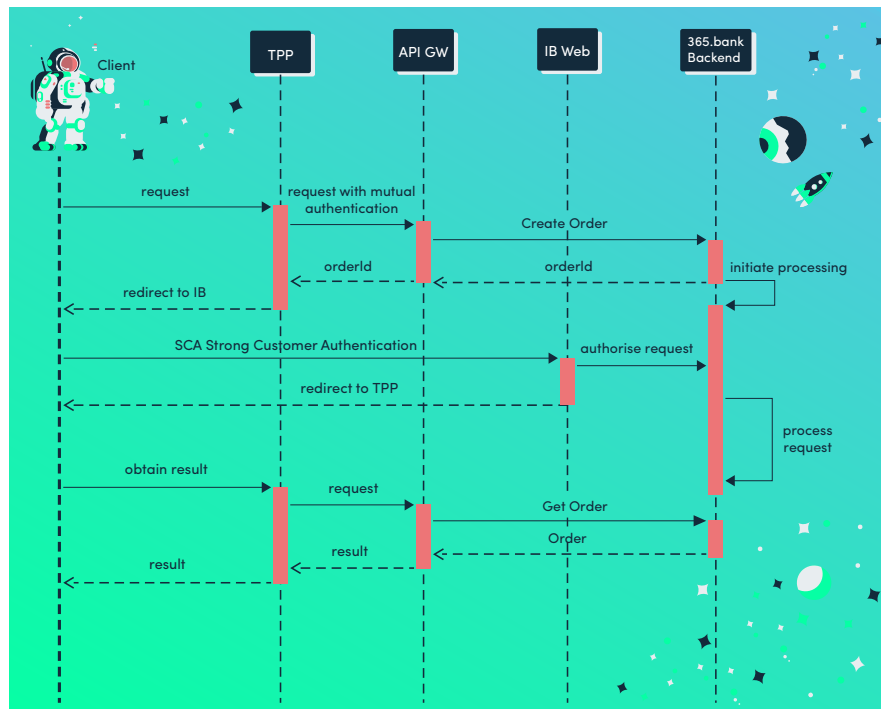 Client
TPP
API GW
IB Web
365.bank
Backend
request
request with mutual
authentication
Create Order
orderId
orderId
initiate processing
redirect to IB
SCA Strong Customer Authentication
authorise request
redirect to TPP
process
request
obtain result
request
Get Order
Order
result
result